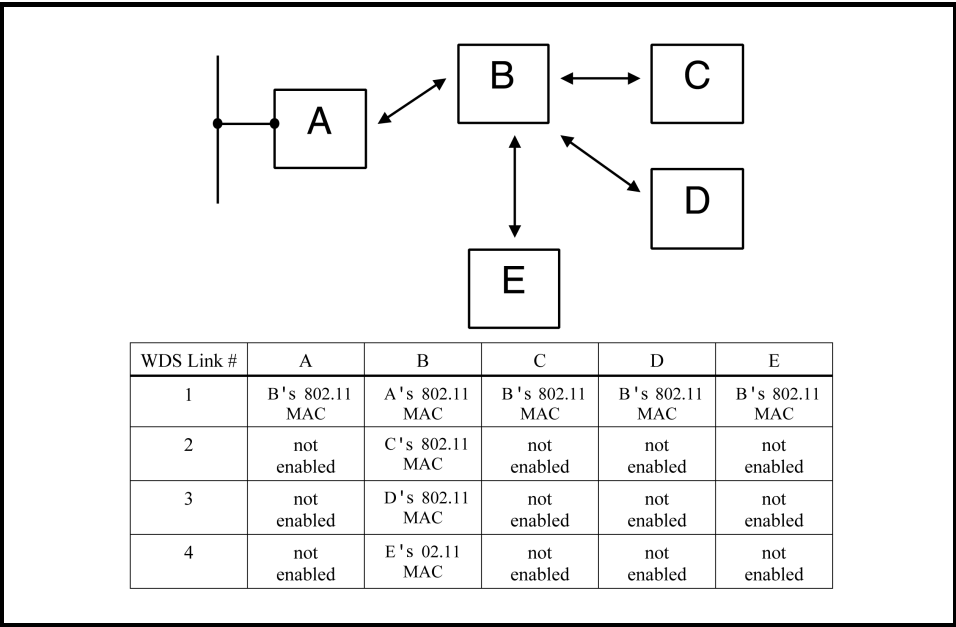 B
C
A
D
E
WDS Link # A B C D E
1 B's 802.11 MAC A's 802.11 MAC B's 802.11 MAC B's 802.11 MAC B's 802.11 MAC
2 not enabled C's 802.11 MAC not enabled not enabled not enabled
3 not enabled D's 802.11 MAC not enabled not enabled not enabled
4 not enabled E's 02.11 MAC not enabled not enabled not enabled